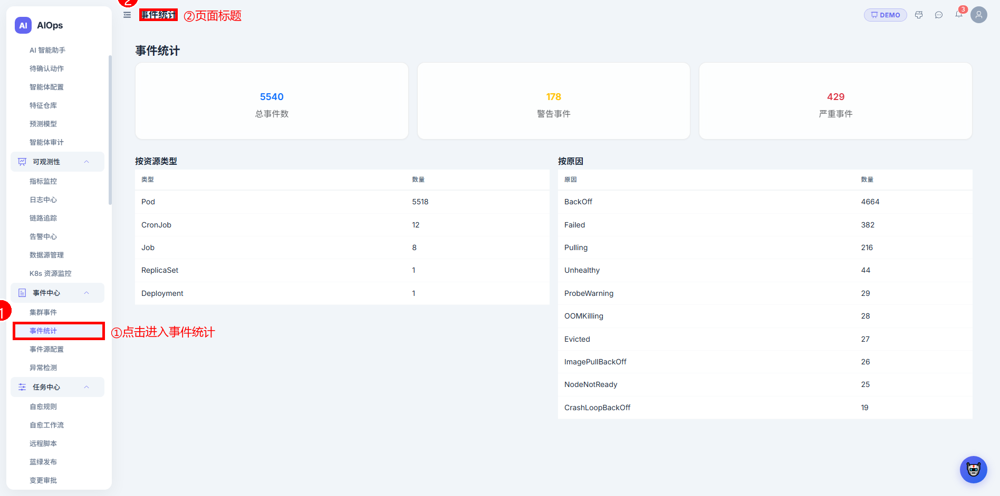 AI AIOps
AI 智能助手
待确认动作
智能体配置
特征仓库
预测模型
智能体审计
可观测性
指标监控
日志中心
链路追踪
告警中心
数据源管理
K8s 资源监控
事件中心
集群事件
1
事件统计
①点击进入事件统计
事件源配置
异常检测
任务中心
自愈规则
自愈工作流
远程脚本
蓝绿发布
变更审批
2
事件统计
②页面标题
DEMO
3
事件统计
5540
总事件数
178
警告事件
429
严重事件
按资源类型
类型 数量
Pod 5518
CronJob 12
Job 8
ReplicaSet 1
Deployment 1
按原因
原因 数量
BackOff 4664
Failed 382
Pulling 216
Unhealthy 44
ProbeWarning 29
OOMKilling 28
Evicted 27
ImagePullBackOff 26
NodeNotReady 25
CrashLoopBackOff 19